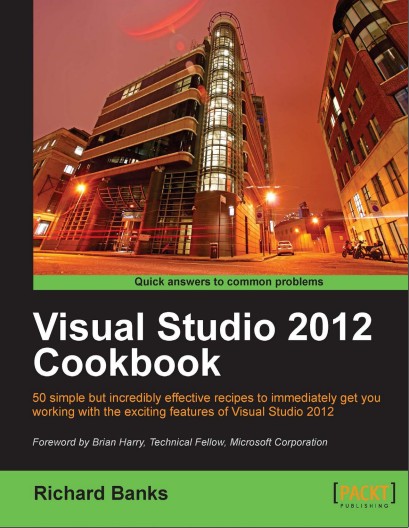 Quick answers to common problems
Visual Studio 2012
Cookbook
50 simple but incredibly effective recipes to immediately get you
working with the exciting features of Visual Studio 2012
Foreword by Brian Harry, Technical Fellow, Microsoft Corporation
Richard Banks
[PACKT]
PUBLISHING